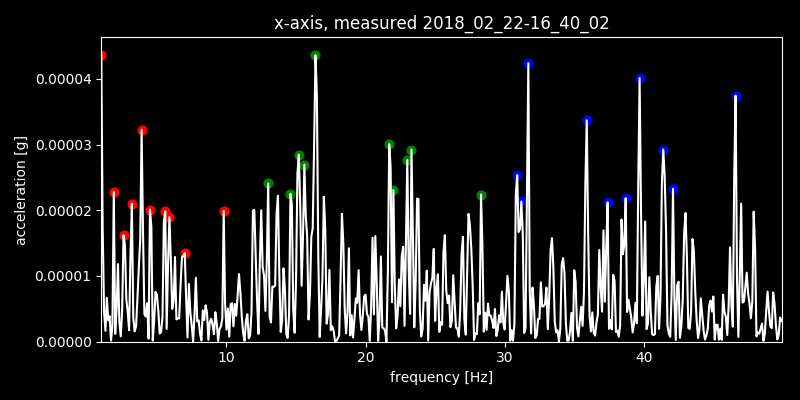 x-axis, measured 2018_02_22-16_40_02
0.00004
0.00003
0.00002
0.00001
0.00000
acceleration [g]
10 20 30 40
frequency [Hz]